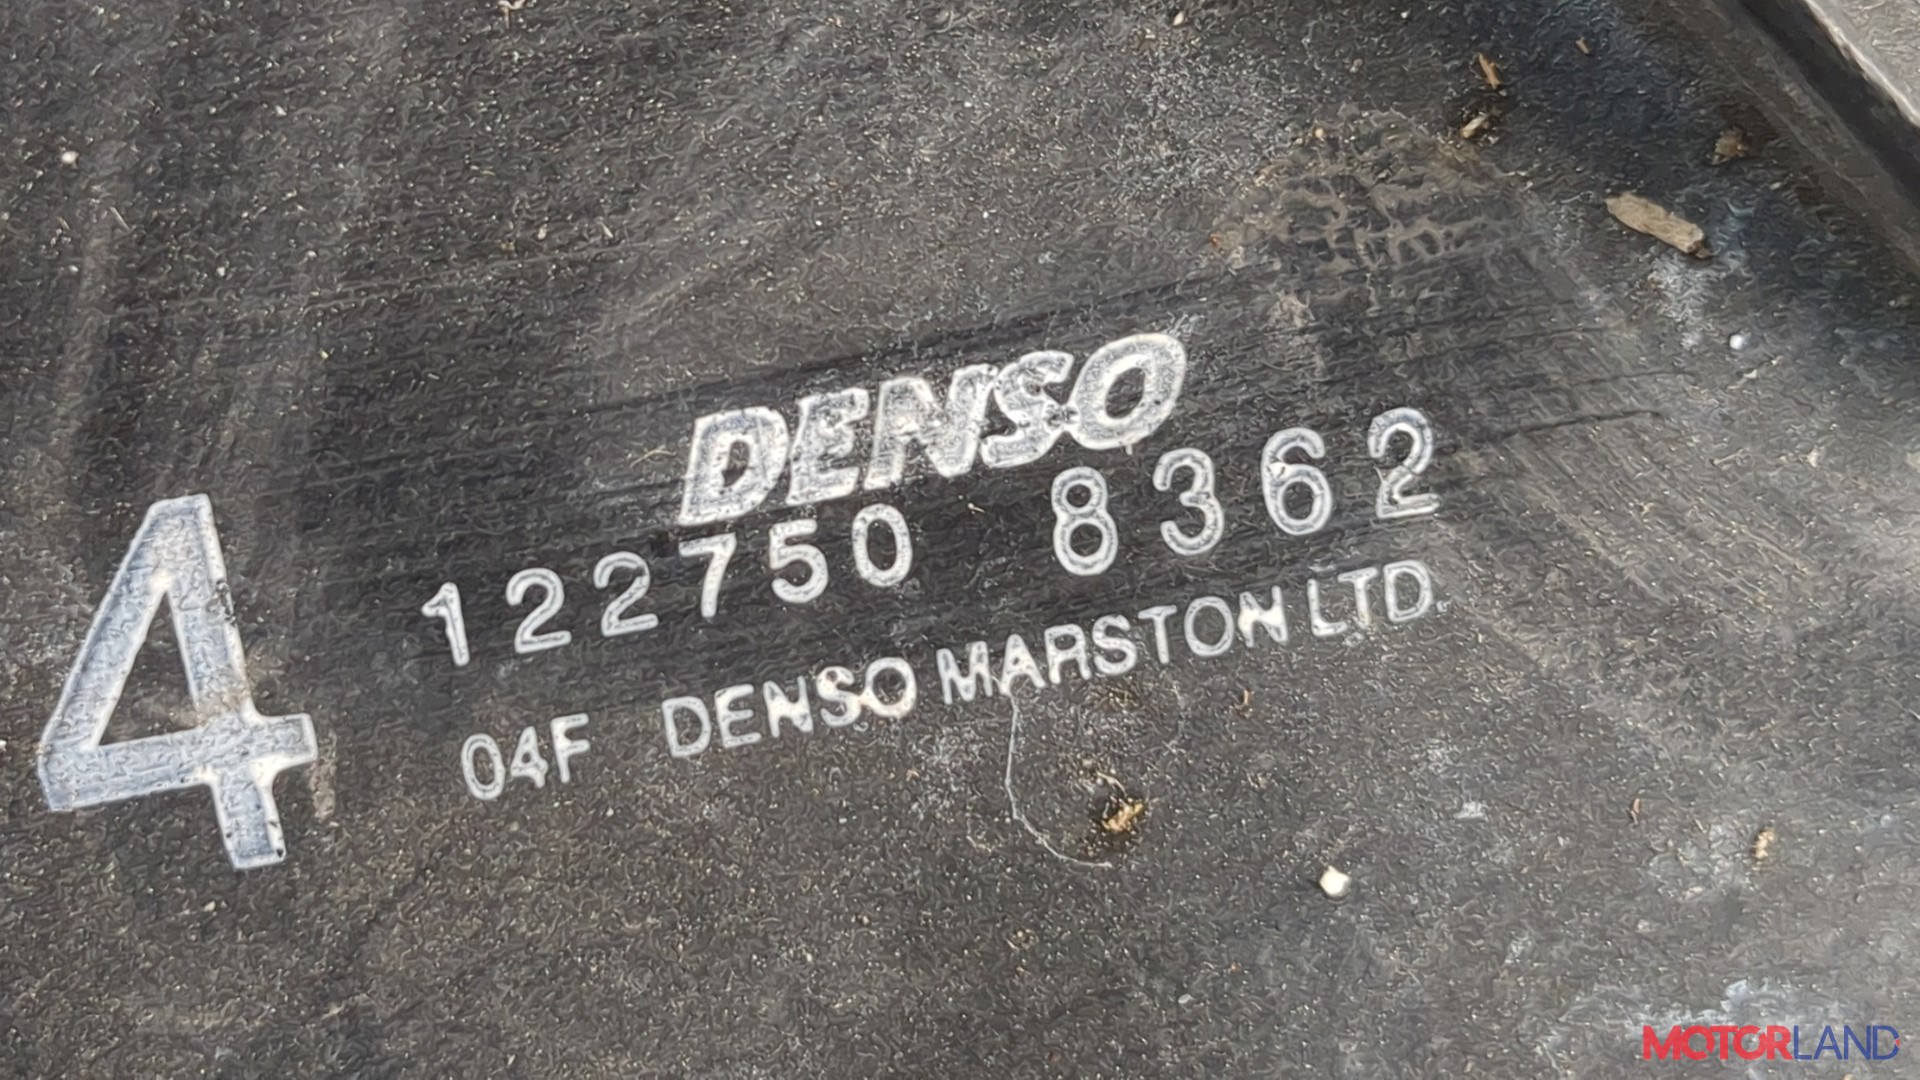 DENSO
4 122750 8362
04F DENSO MARSTON LTD.
MOTORLAND